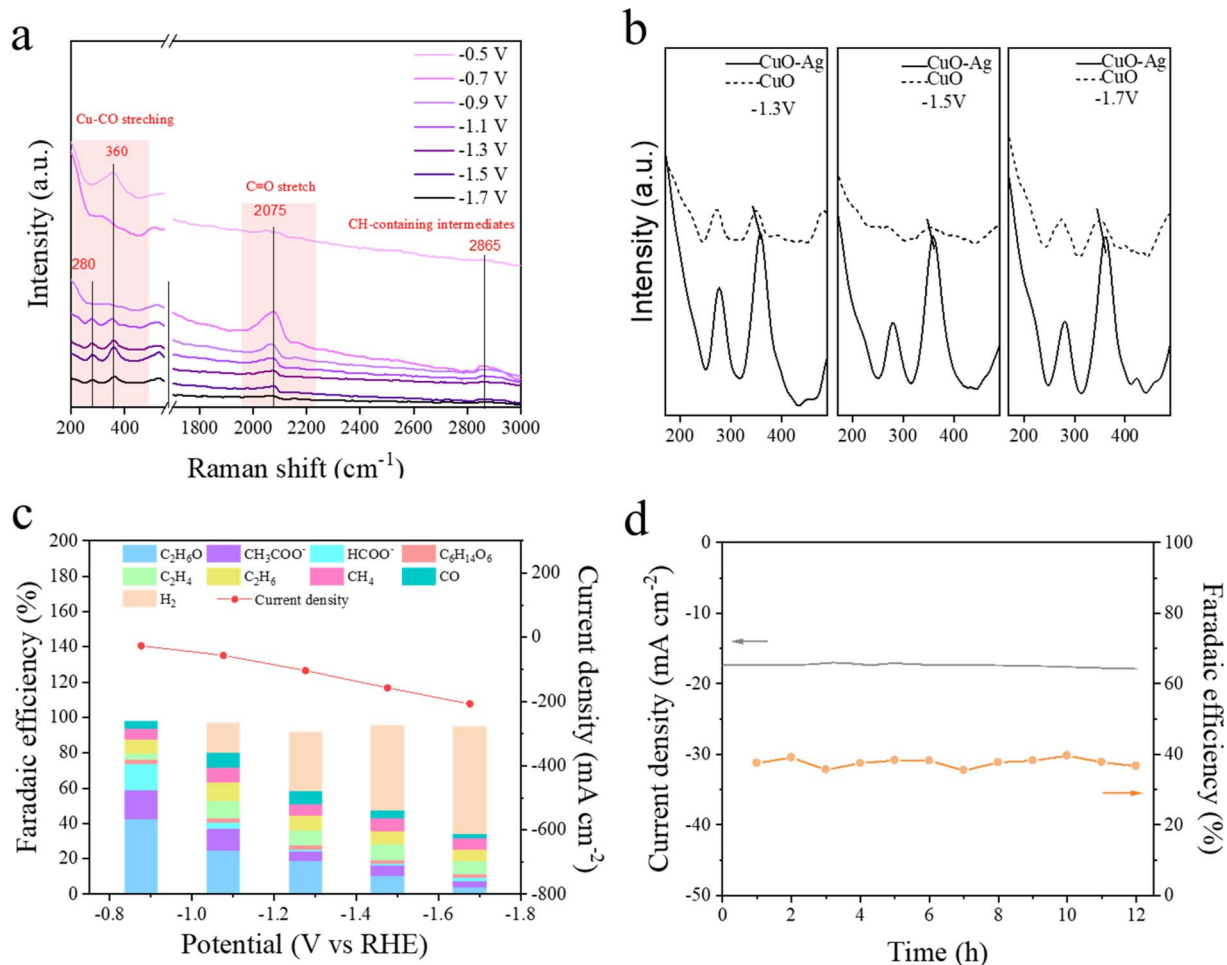 a
-0.5 V
-0.7 V
-0.9 V
-1.1 V
-1.3 V
-1.5 V
-1.7 V
Cu-CO streching
360
280
C≡O stretch
2075
CH-containing intermediates
2865
Intensity (a.u.)
200 400 1800 2000 2200 2400 2600 2800 3000
Raman shift (cm⁻¹)
b
CuO-Ag
CuO
-1.3V
CuO-Ag
CuO
-1.5V
CuO-Ag
CuO
-1.7V
Intensity (a.u.)
200 300 400 200 300 400 200 300 400
c
C₂H₆O CH₃COO⁻ HCOO⁻ C₆H₁₄O₆
C₂H₄ C₂H₆ CH₄ CO
H₂ Current density
200
180
160
140
120
100
80
60
40
20
0
Faradaic efficiency (%)
200
0
-200
-400
-600
-800
Current density (mA cm⁻²)
-0.8 -1.0 -1.2 -1.4 -1.6 -1.8
Potential (V vs RHE)
d
0
-10
-20
-30
-40
-50
Current density (mA cm⁻²)
100
80
60
40
20
0
Faradaic efficiency (%)
0 2 4 6 8 10 12
Time (h)